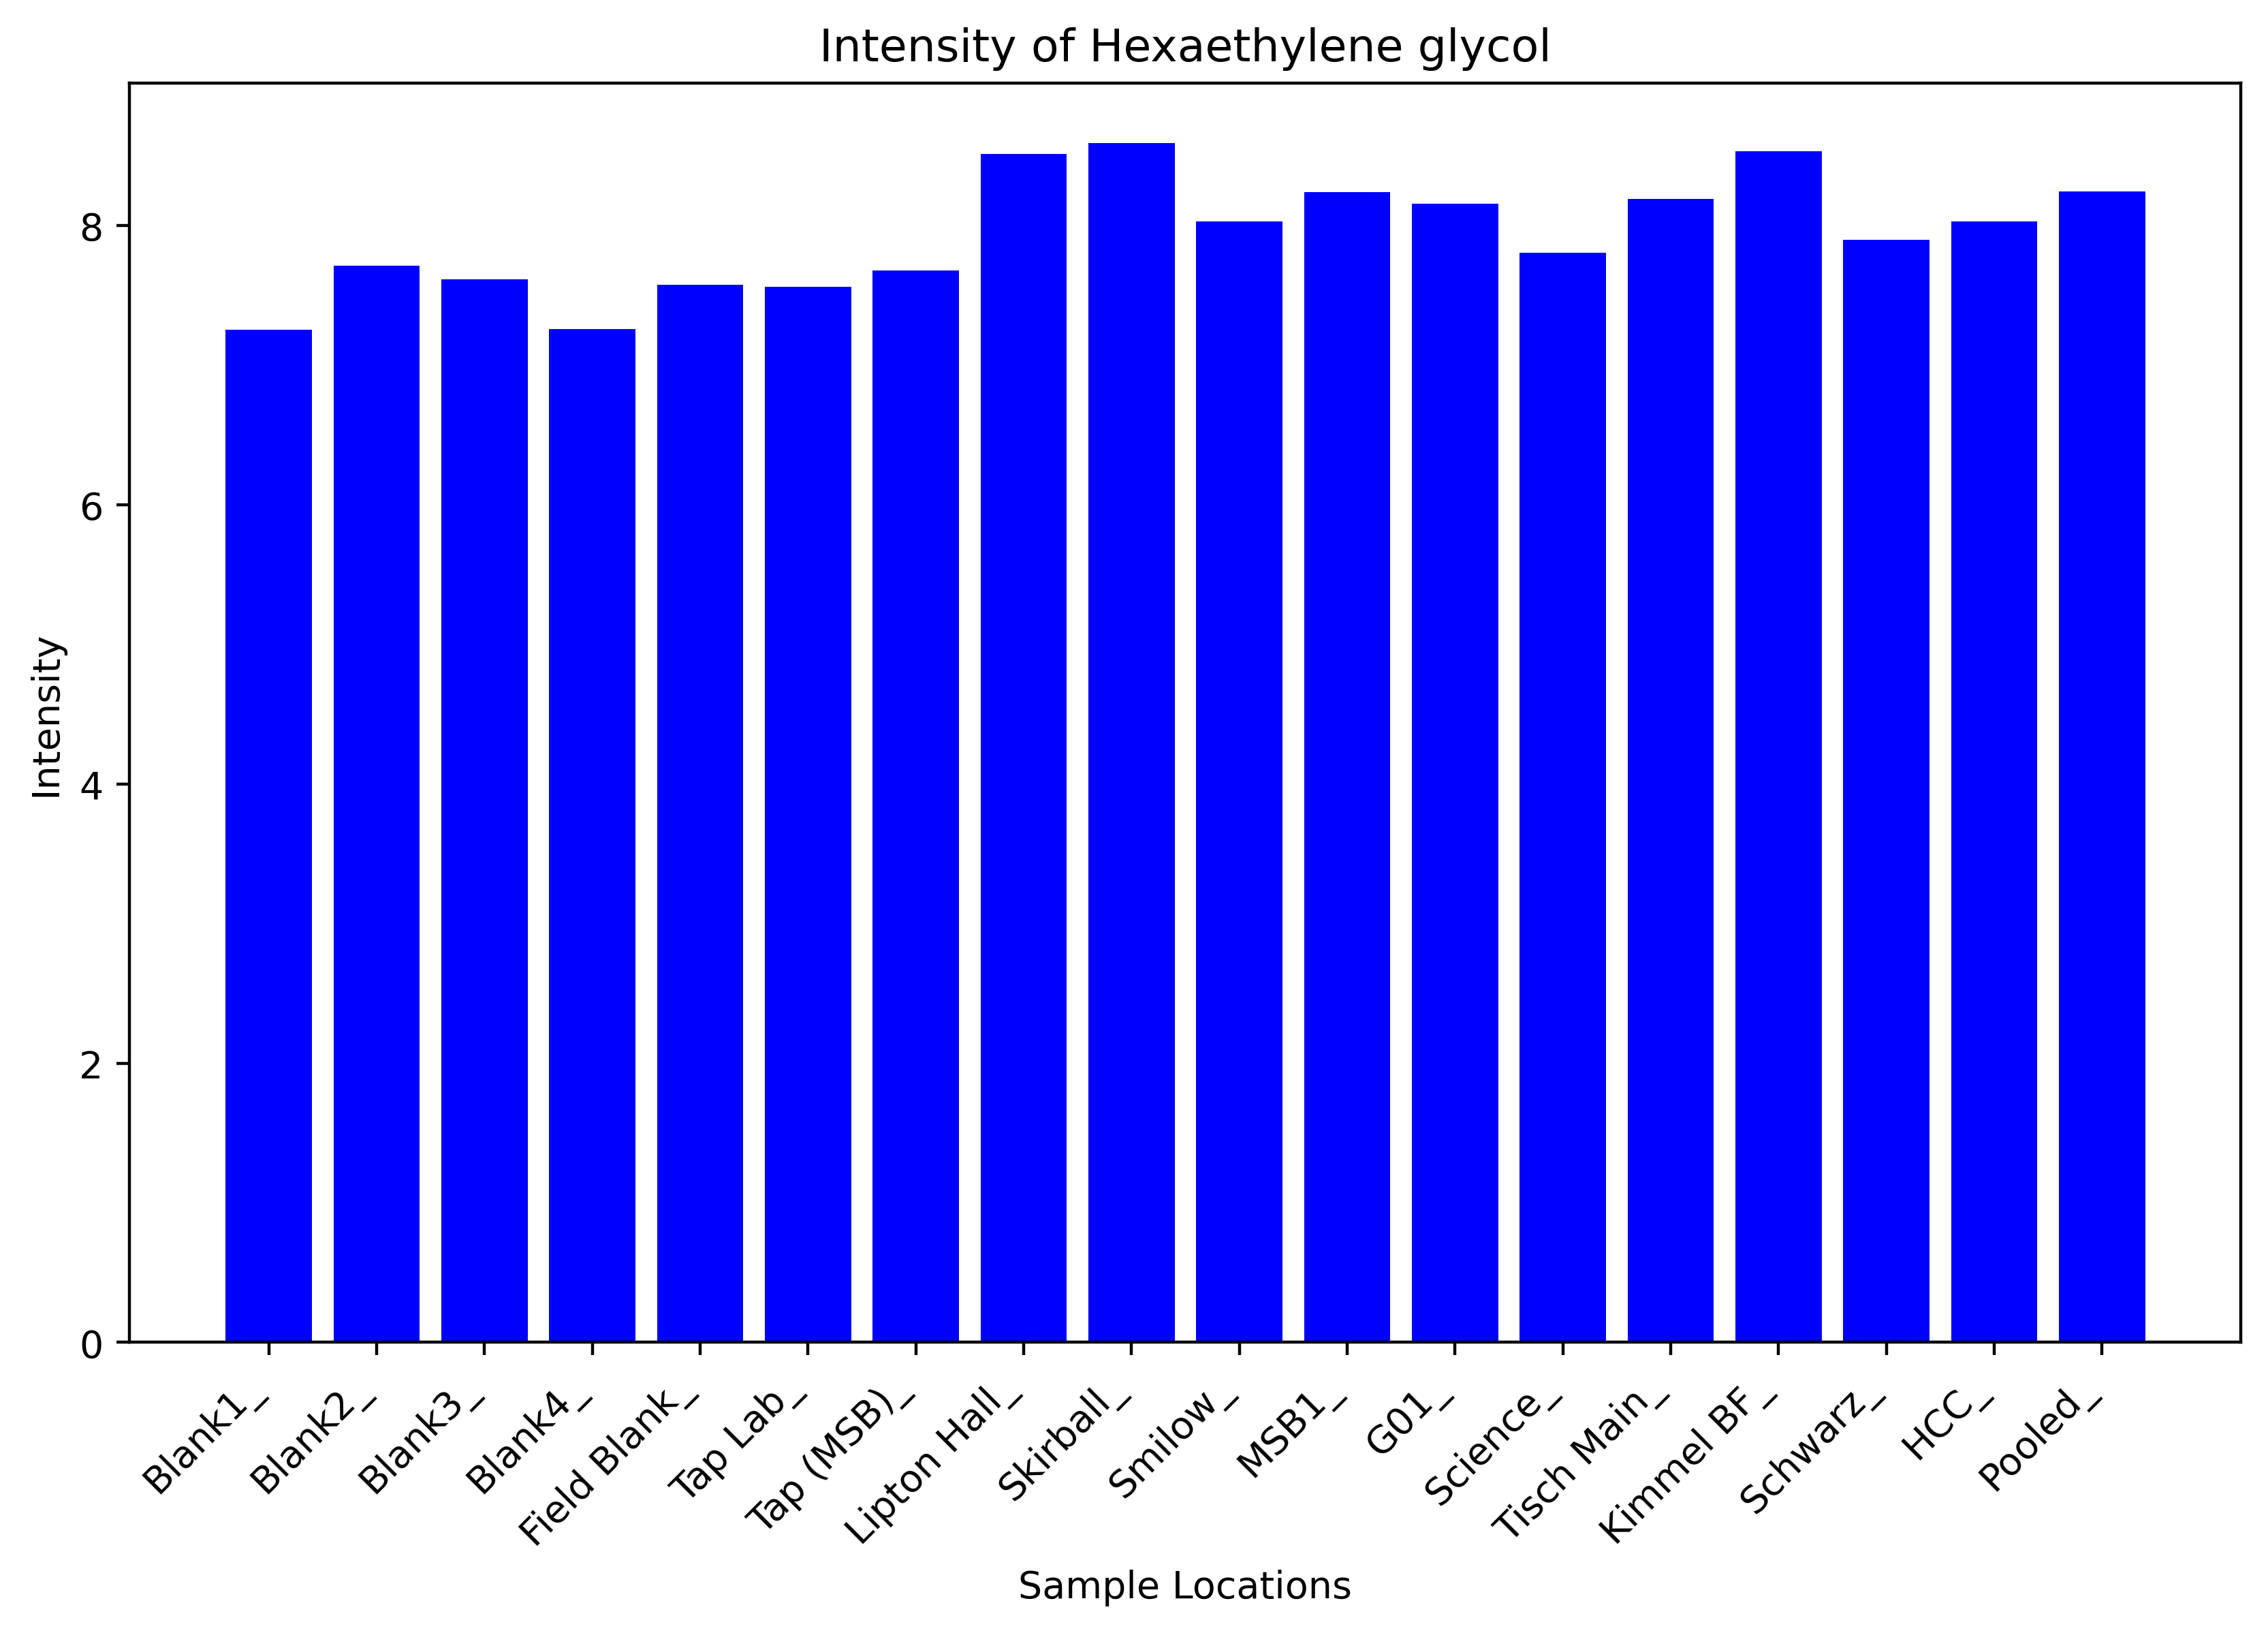 Intensity of Hexaethylene glycol
Intensity
8
6
4
2
0
Blank1_
Blank2_
Blank3_
Blank4_
Field Blank_
Tap Lab_
Tap (MSB)_
Lipton Hall_
Skirball_
Smilow_
MSB1_
G01_
Science_
Tisch Main_
Kimmel BF_
Schwarz_
HCC_
Pooled_
Sample Locations